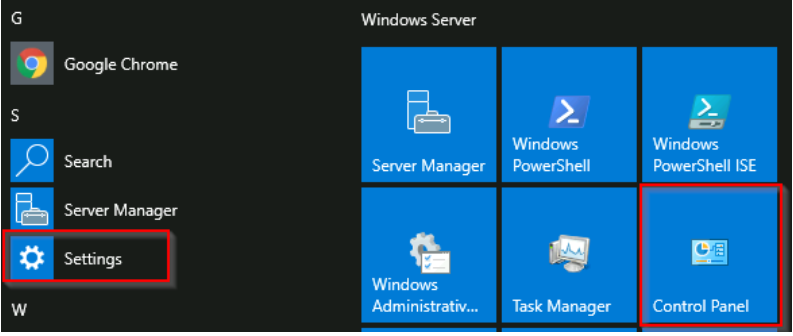 G
Google Chrome
S
Search
Server Manager
Settings
W
Windows Server
Server Manager
Windows
PowerShell
Windows
PowerShell ISE
Windows
Administrativ...
Task Manager
Control Panel